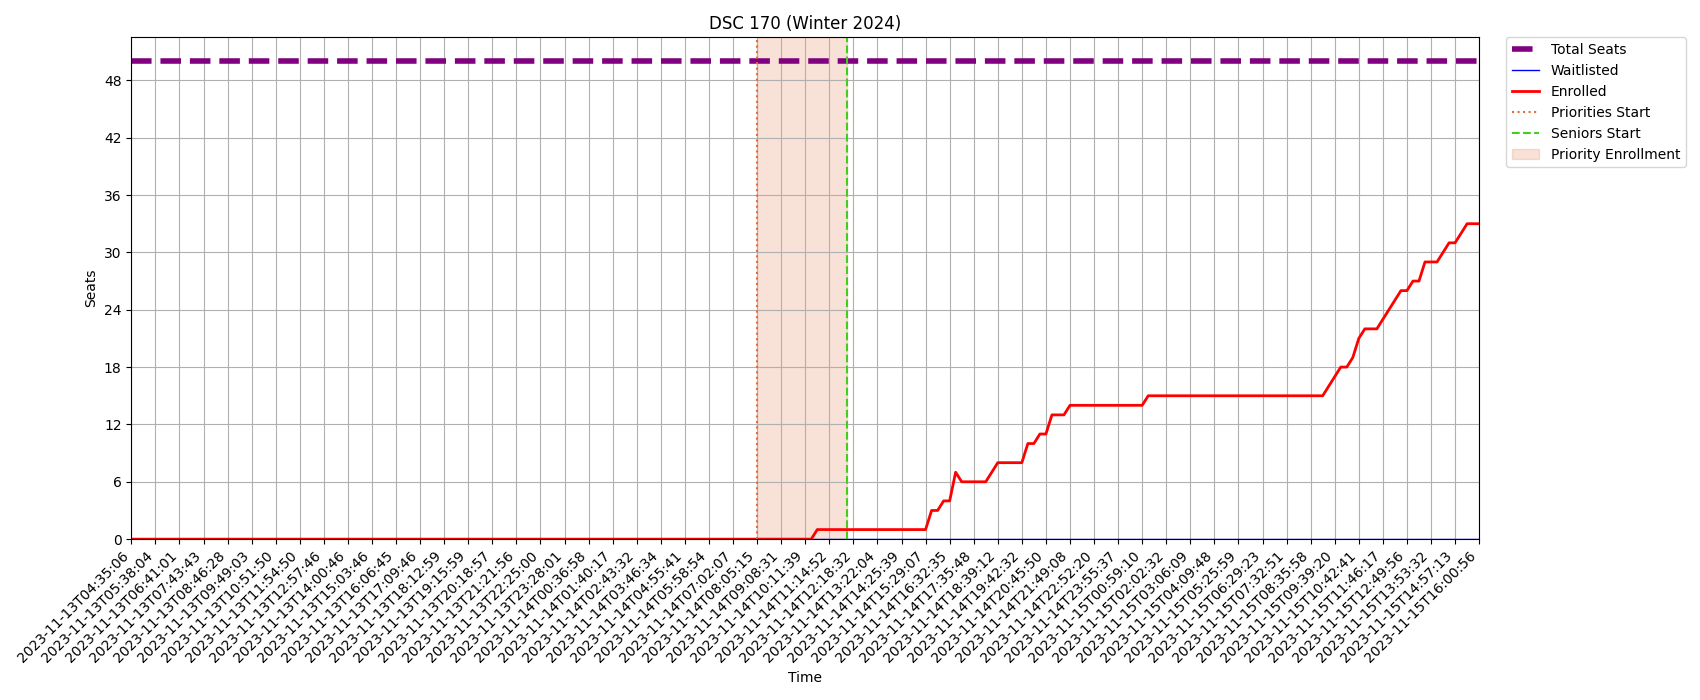 DSC 170 (Winter 2024)
Total Seats
Waitlisted
Enrolled
Priorities Start
Seniors Start
Priority Enrollment
Seats
48
42
36
30
24
18
12
6
0
2023-11-13T04:35:06
2023-11-13T05:38:04
2023-11-13T06:41:01
2023-11-13T07:43:43
2023-11-13T08:46:28
2023-11-13T09:49:03
2023-11-13T10:51:50
2023-11-13T11:54:50
2023-11-13T12:57:46
2023-11-13T14:00:46
2023-11-13T15:03:46
2023-11-13T16:06:45
2023-11-13T17:09:46
2023-11-13T18:12:59
2023-11-13T19:15:59
2023-11-13T20:18:57
2023-11-13T21:21:56
2023-11-13T22:25:00
2023-11-13T23:28:01
2023-11-14T00:36:58
2023-11-14T01:40:17
2023-11-14T02:43:32
2023-11-14T03:46:34
2023-11-14T04:55:41
2023-11-14T05:58:54
2023-11-14T07:02:07
2023-11-14T08:05:15
2023-11-14T09:08:31
2023-11-14T10:11:39
2023-11-14T11:14:52
2023-11-14T12:18:32
2023-11-14T13:22:04
2023-11-14T14:25:39
2023-11-14T15:29:07
2023-11-14T16:32:35
2023-11-14T17:35:48
2023-11-14T18:39:12
2023-11-14T19:42:32
2023-11-14T20:45:50
2023-11-14T21:49:08
2023-11-14T22:52:20
2023-11-14T23:55:37
2023-11-15T00:59:10
2023-11-15T02:02:32
2023-11-15T03:06:09
2023-11-15T04:09:48
2023-11-15T05:25:59
2023-11-15T06:29:23
2023-11-15T07:32:51
2023-11-15T08:35:58
2023-11-15T09:39:20
2023-11-15T10:42:41
2023-11-15T11:46:17
2023-11-15T12:49:56
2023-11-15T13:53:32
2023-11-15T14:57:13
2023-11-15T16:00:56
Time